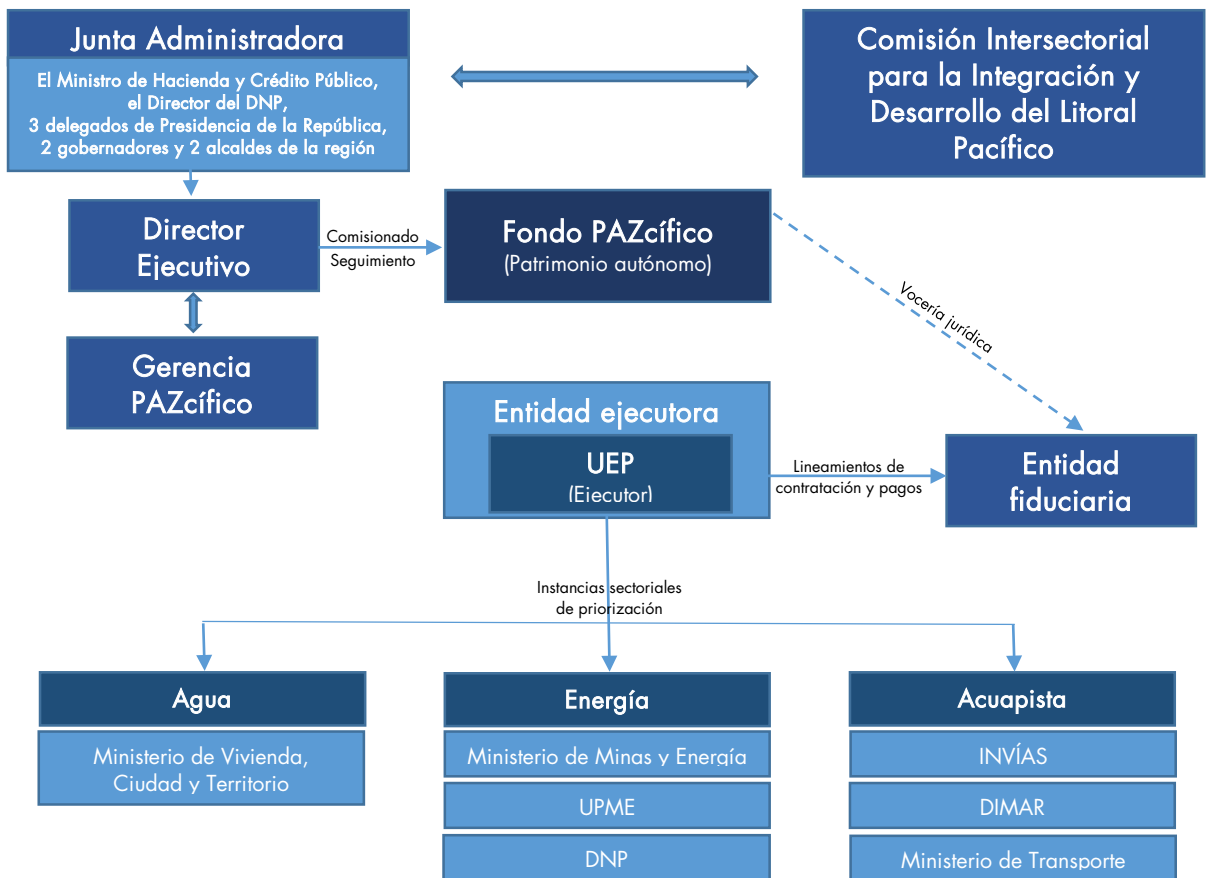 Junta Administradora
El Ministro de Hacienda y Crédito Público,
el Director del DNP,
3 delegados de Presidencia de la República,
2 gobernadores y 2 alcaldes de la región
Comisión Intersectorial
para la Integración y
Desarrollo del Litoral
Pacífico
Director
Ejecutivo
Comisionado
Seguimiento
Fondo PAZcífico
(Patrimonio autónomo)
Vocería jurídica
Gerencia
PAZcífico
Entidad ejecutora
UEP
(Ejecutor)
Lineamientos de
contratación y pagos
Entidad
fiduciaria
Instancias sectoriales
de priorización
Agua
Ministerio de Vivienda,
Ciudad y Territorio
Energía
Ministerio de Minas y Energía
UPME
DNP
Acuapista
INVÍAS
DIMAR
Ministerio de Transporte